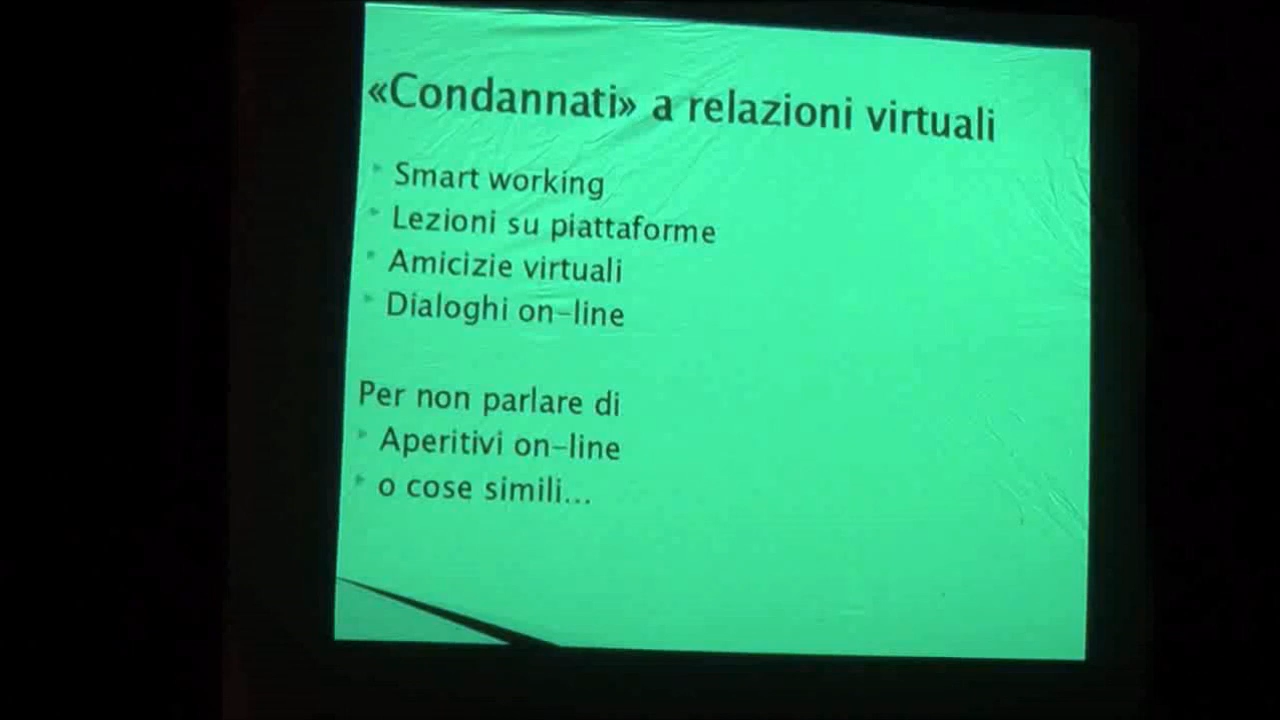 «Condannati» a relazioni virtuali
Smart working
Lezioni su piattaforme
Amicizie virtuali
Dialoghi on-line
Per non parlare di
Aperitivi on-line
o cose simili...